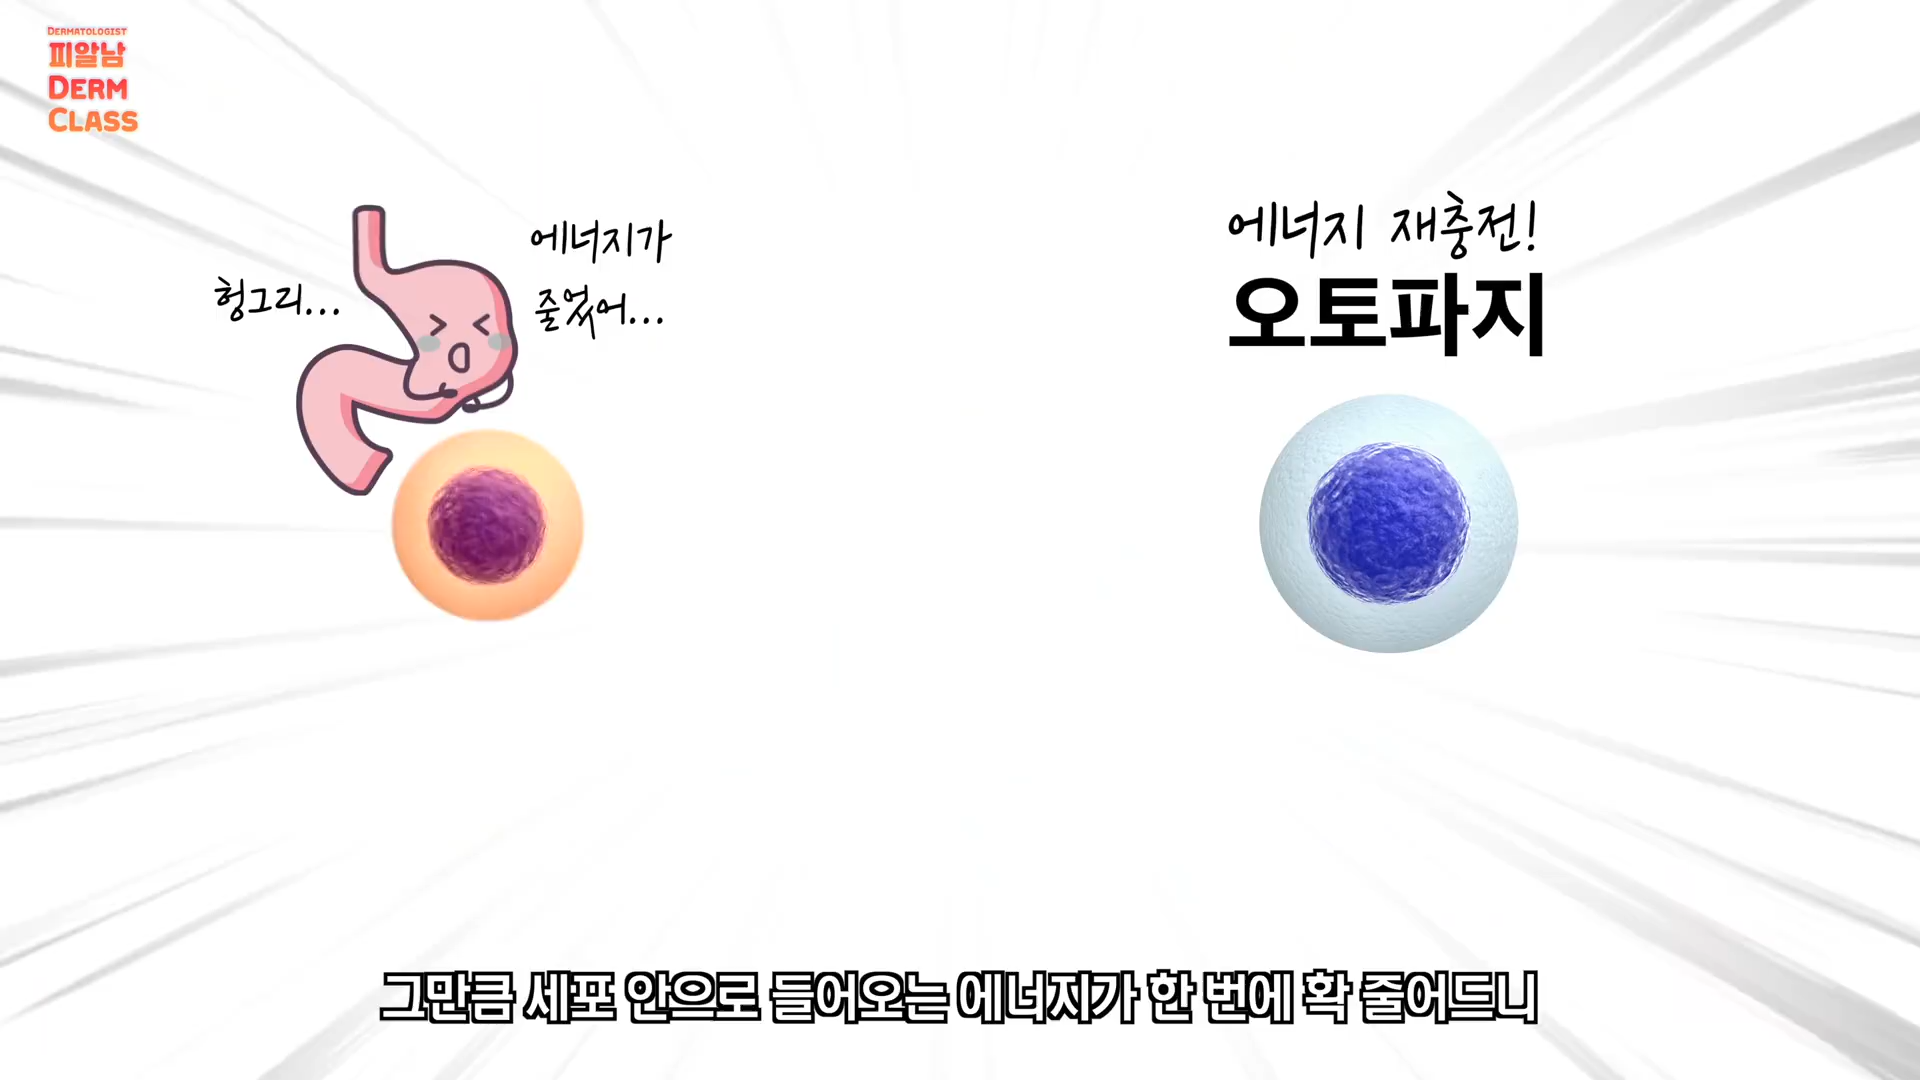 DERMATOLOGIST
피알남
DERM
CLASS
헝그리...
에너지가
줄었어...
에너지 재충전!
오토파지
그만큼 세포 안으로 들어오는 에너지가 한 번에 확 줄어드니